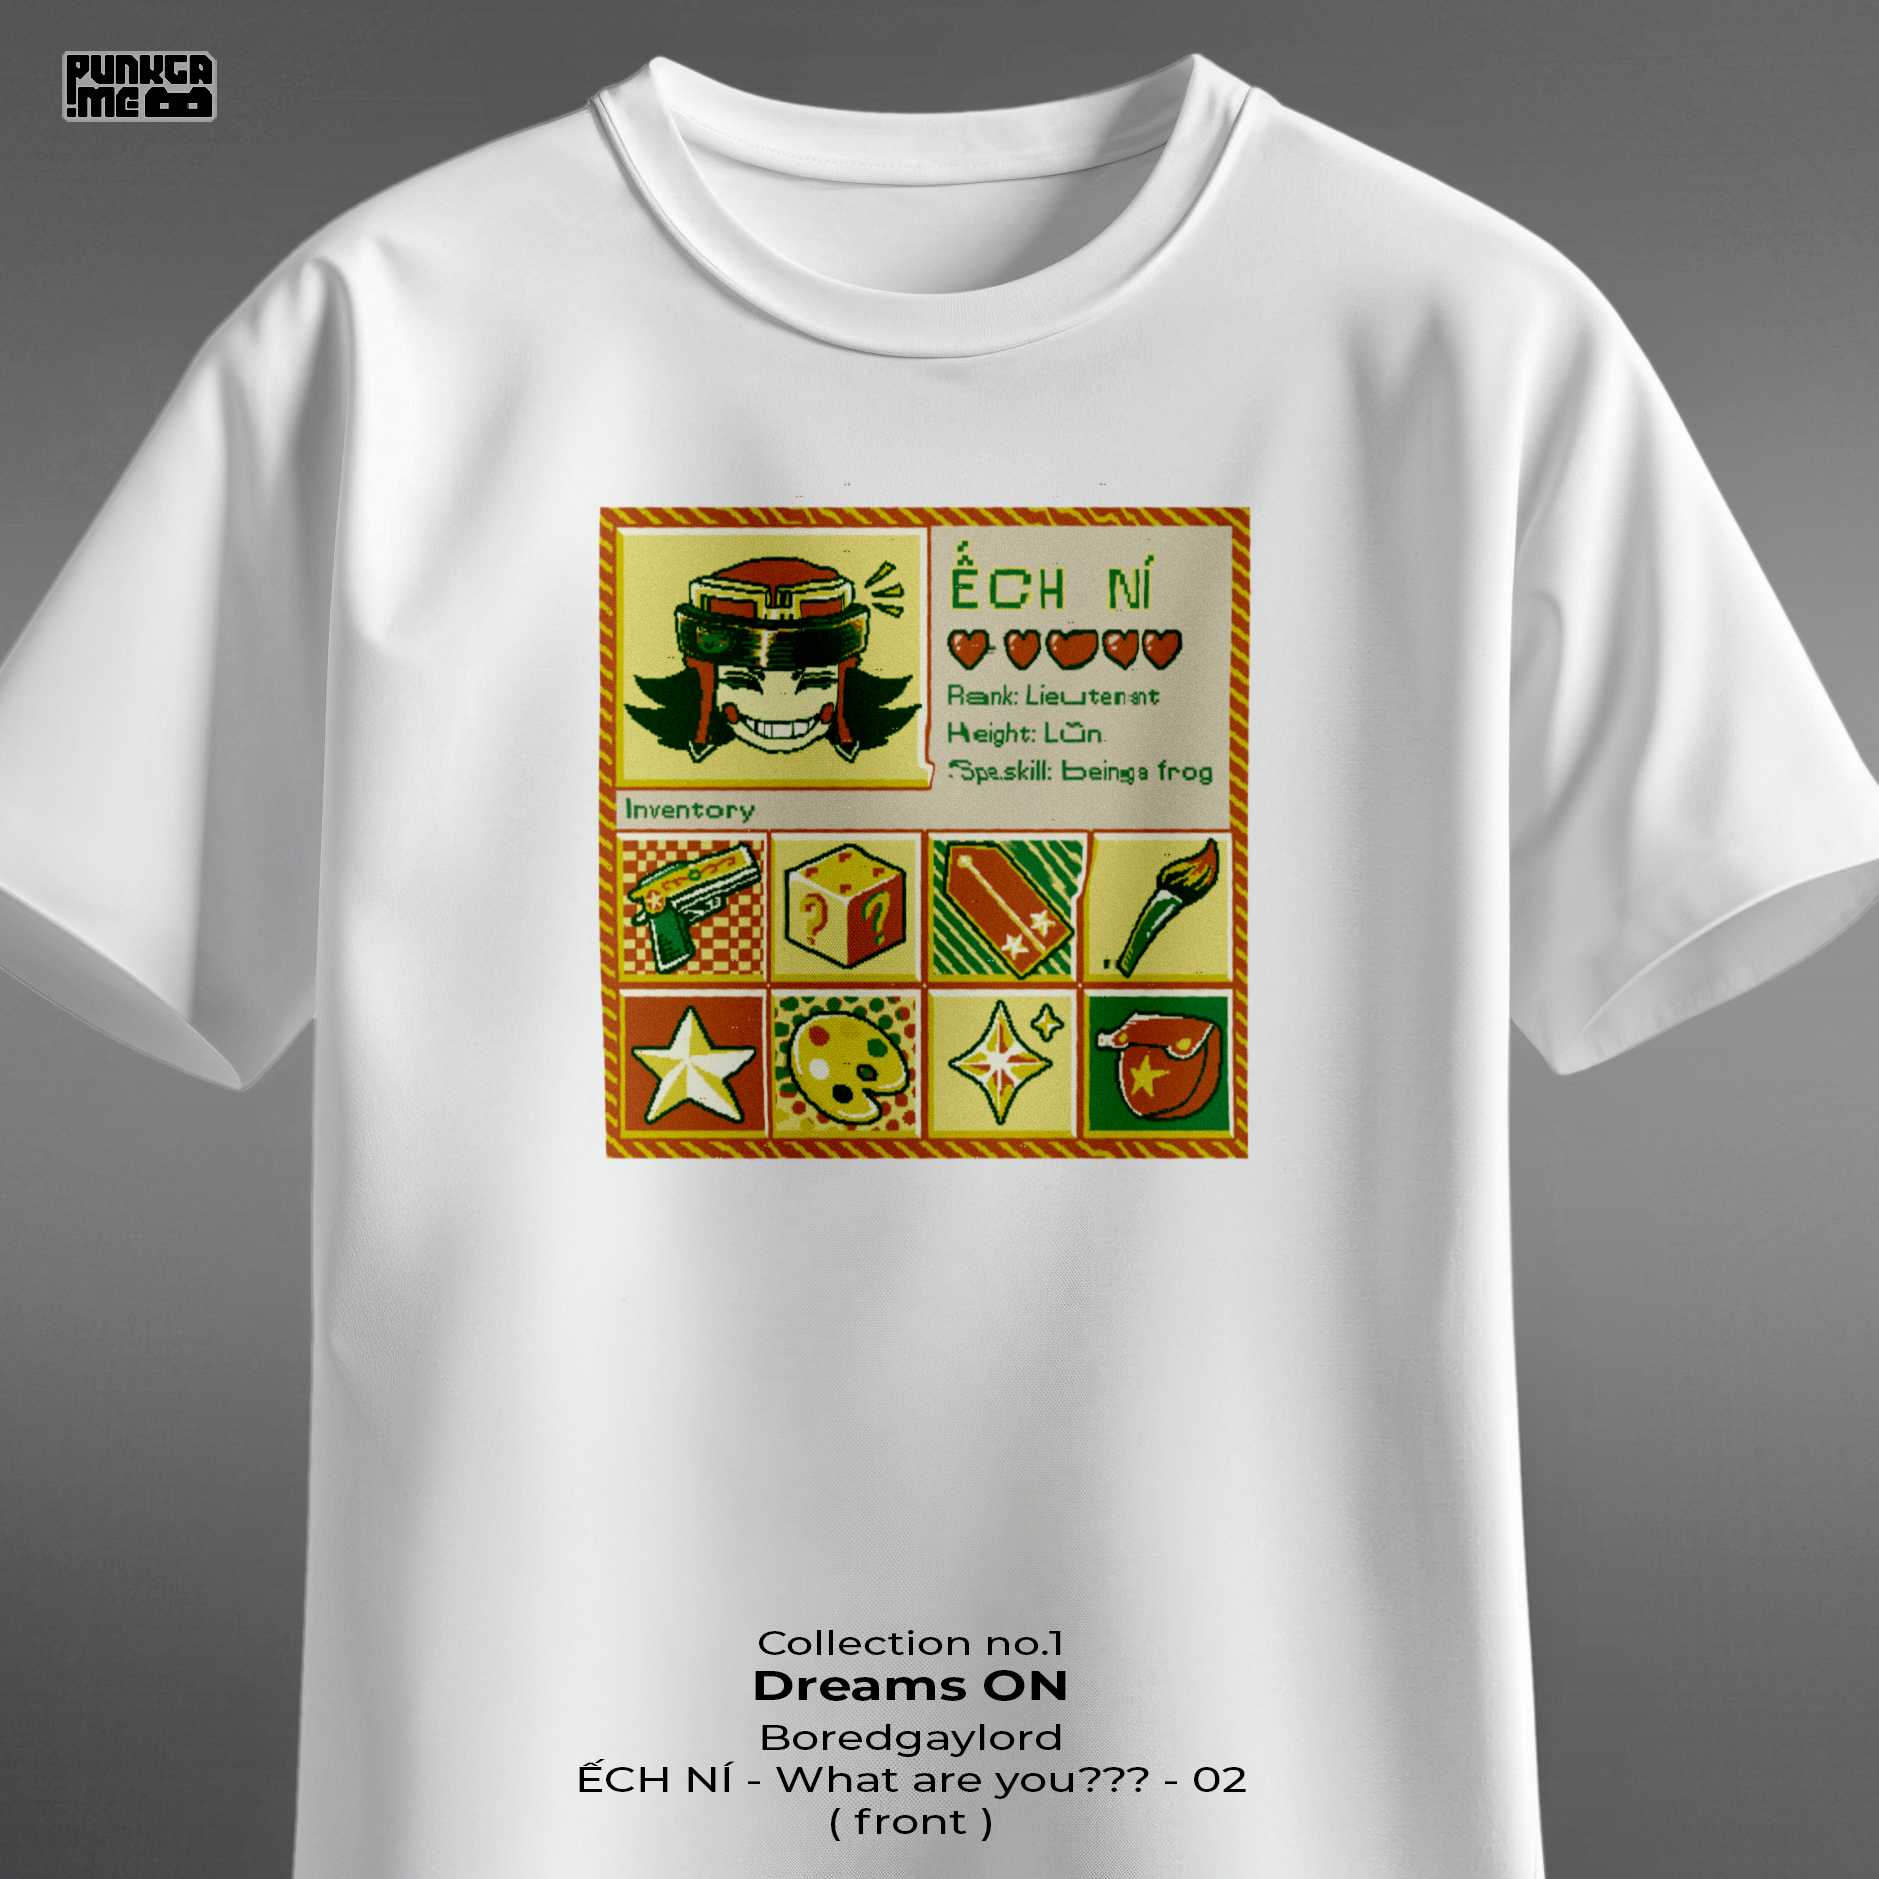 PUNKGA
.ME
ẾCH NÍ
Rank: Lieutenant
Height: Lùn
Spe.skill: being a frog
Inventory
? ?
Collection no.1
Dreams ON
Boredgaylord
ẾCH NÍ - What are you??? - 02
( front )